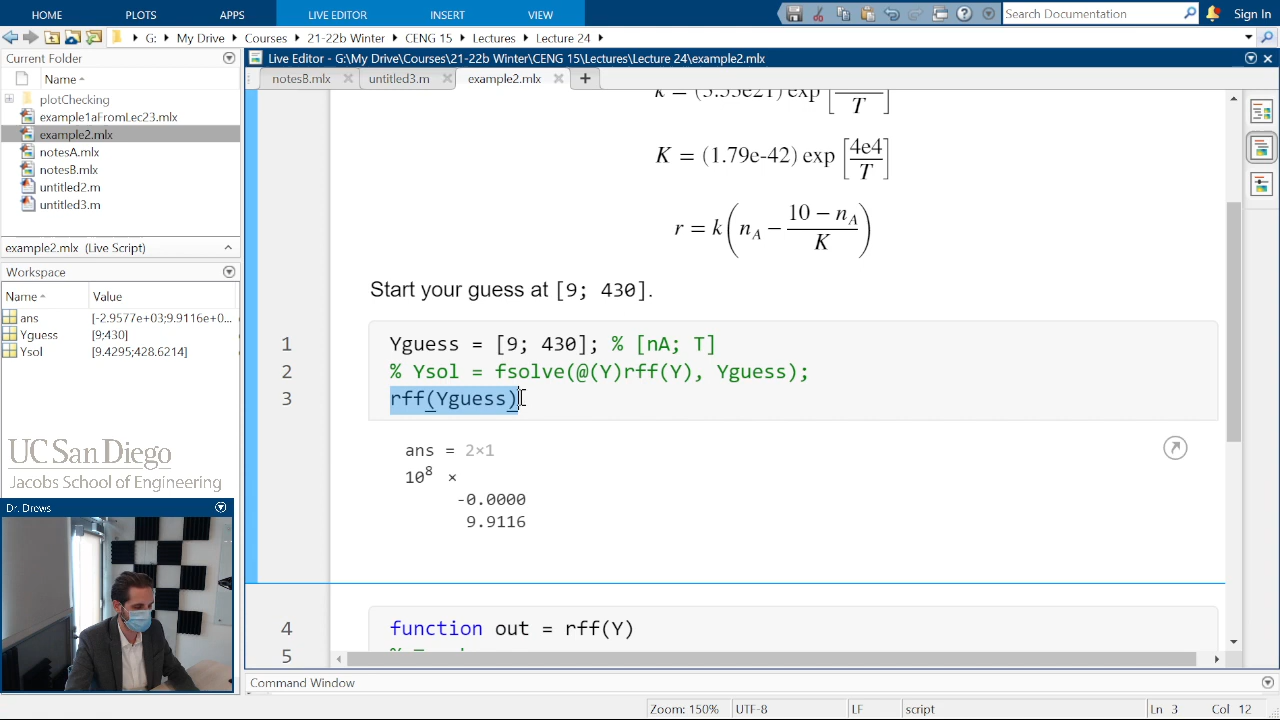 HOME PLOTS APPS LIVE EDITOR INSERT VIEW Search Documentation Sign In
G: My Drive Courses 21-22b Winter CENG 15 Lectures Lecture 24
Current Folder
Name
plotChecking
example1aFromLec23.mlx
example2.mlx
notesA.mlx
notesB.mlx
untitled2.m
untitled3.m
example2.mlx (Live Script)
Workspace
Name Value
ans [-2.9577e+03;9.9116e+0...
Yguess [9;430]
Ysol [9.4295;428.6214]
UC San Diego
Jacobs School of Engineering
Dr. Drews
Live Editor - G:\My Drive\Courses\21-22b Winter\CENG 15\Lectures\Lecture 24\example2.mlx
notesB.mlx untitled3.m example2.mlx +
k = (5.55e21) exp [ / T ]
K = (1.79e-42) exp [4e4 / T]
r = k(n_A − (10 − n_A) / K)
Start your guess at [9; 430].
1 Yguess = [9; 430]; % [nA; T]
2 % Ysol = fsolve(@(Y)rff(Y), Yguess);
3 rff(Yguess)
ans = 2×1
10⁸ ×
-0.0000
9.9116
4 function out = rff(Y)
5
Command Window
Zoom: 150% UTF-8 LF script Ln 3 Col 12